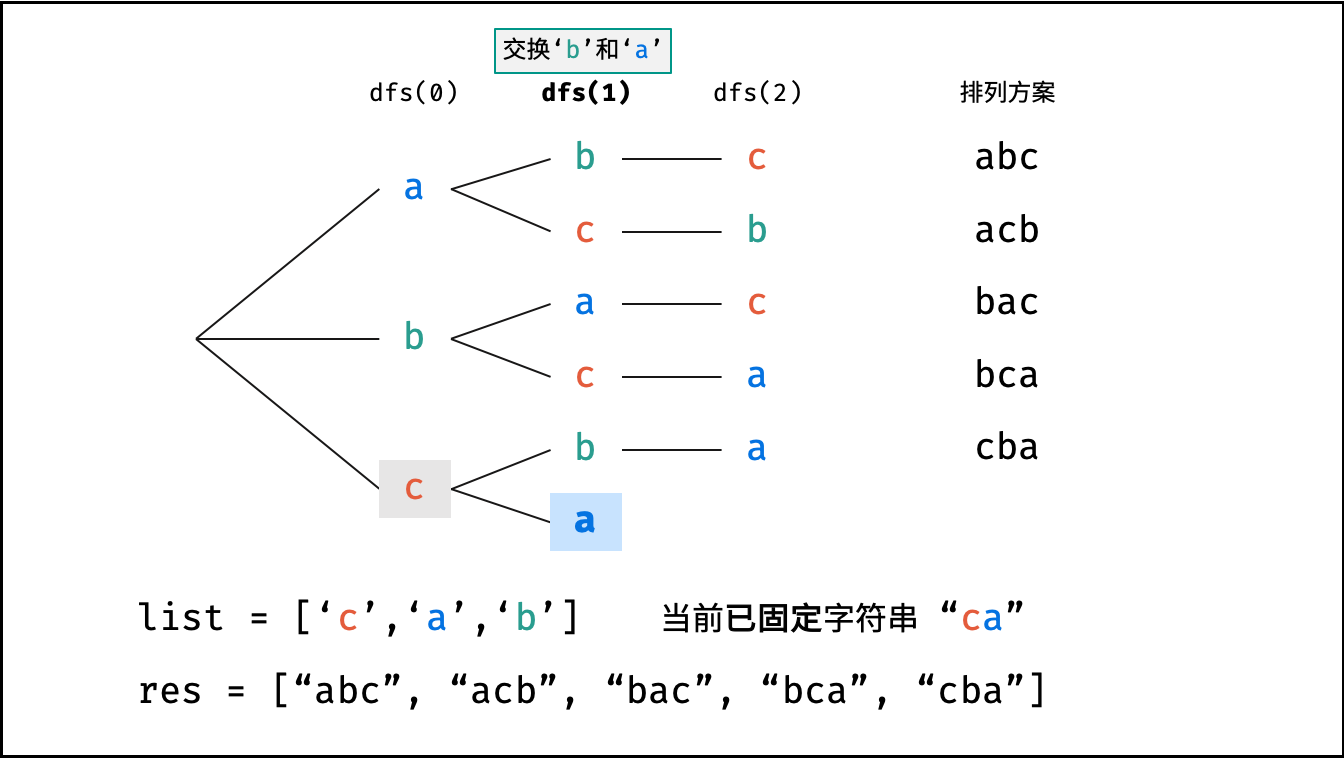 交换‘b’和‘a’
dfs(0) dfs(1) dfs(2) 排列方案
b c abc
a
c b acb
a c bac
b
c a bca
b a cba
c
a
list = [‘c’,‘a’,‘b’] 当前已固定字符串 “ca”
res = [“abc”, “acb”, “bac”, “bca”, “cba”]